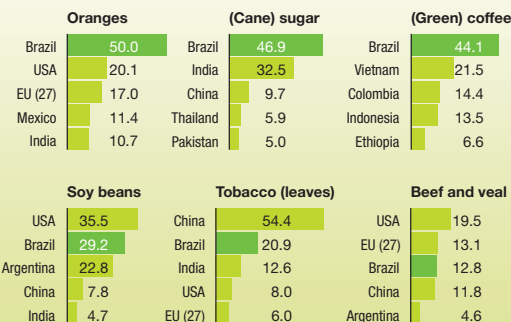 Oranges
Brazil 50.0
USA 20.1
EU (27) 17.0
Mexico 11.4
India 10.7
(Cane) sugar
Brazil 46.9
India 32.5
China 9.7
Thailand 5.9
Pakistan 5.0
(Green) coffee
Brazil 44.1
Vietnam 21.5
Colombia 14.4
Indonesia 13.5
Ethiopia 6.6
Soy beans
USA 35.5
Brazil 29.2
Argentina 22.8
China 7.8
India 4.7
Tobacco (leaves)
China 54.4
Brazil 20.9
India 12.6
USA 8.0
EU (27) 6.0
Beef and veal
USA 19.5
EU (27) 13.1
Brazil 12.8
China 11.8
Argentina 4.6